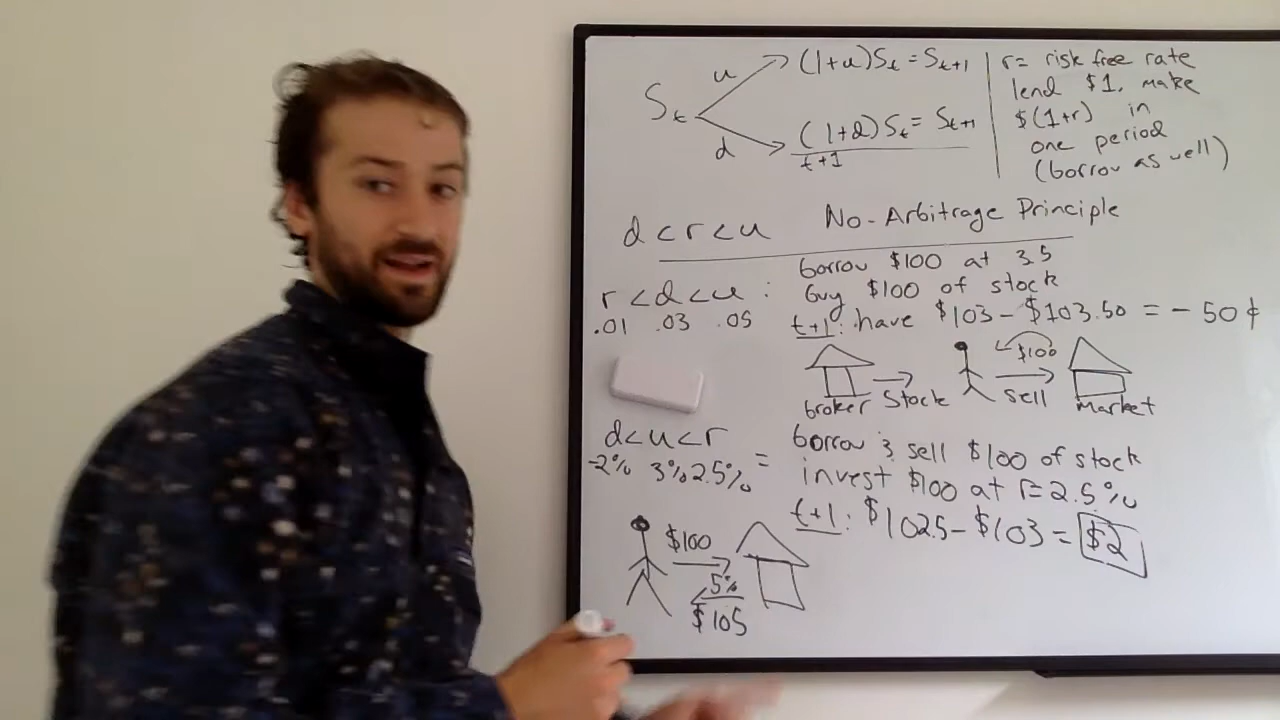 S_t
u
(1+u)S_t = S_t+1
d
(1+d)S_t = S_t+1
t+1
r= risk free rate
lend $1, make
$(1+r) in
one period
(borrow as well)
d<r<u No-Arbitrage Principle
r<d<u :
.01 .03 .05
borrow $100 at 3.5
buy $100 of stock
t+1: have $103-$103.50 = -50¢
broker stock
$100
sell
market
d<u<r
-2% 3% 2.5% =
borrow & sell $100 of stock
invest $100 at r=2.5%
t+1: $102.5-$103 = $2
$100
5%
$105